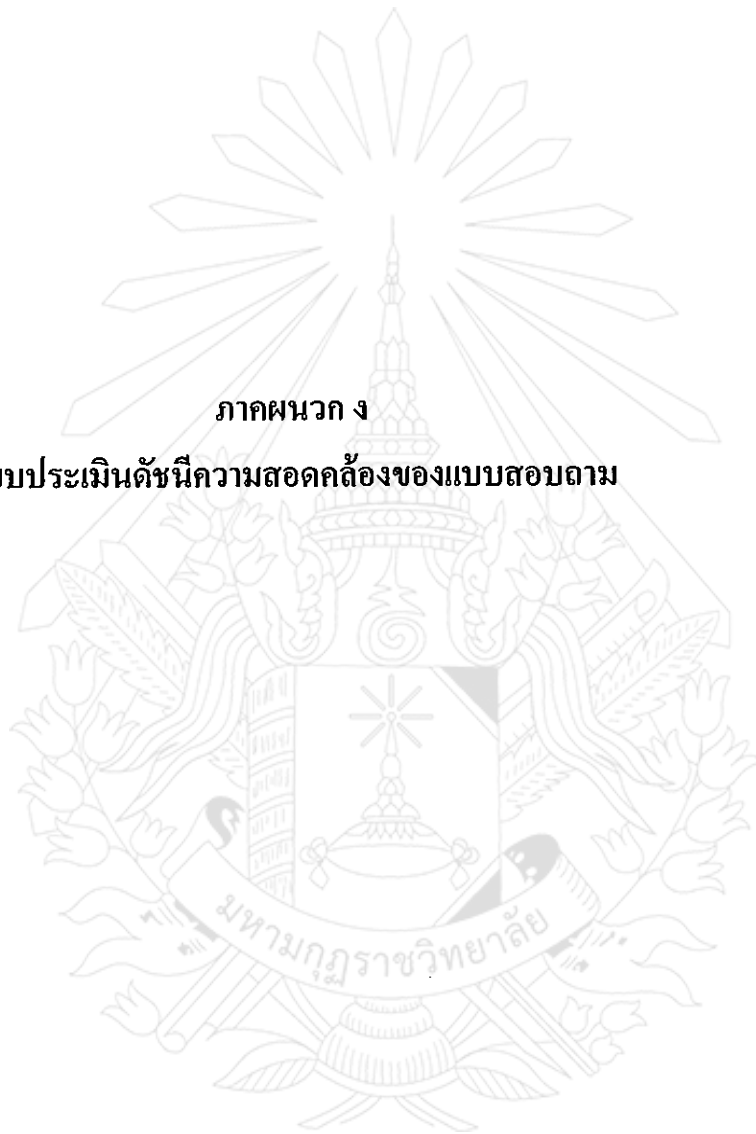 ภาคผนวก ง
บประเมินดัชนีความสอดคล้องของแบบสอบถาม
มหามกุฏราชวิทยาลัย